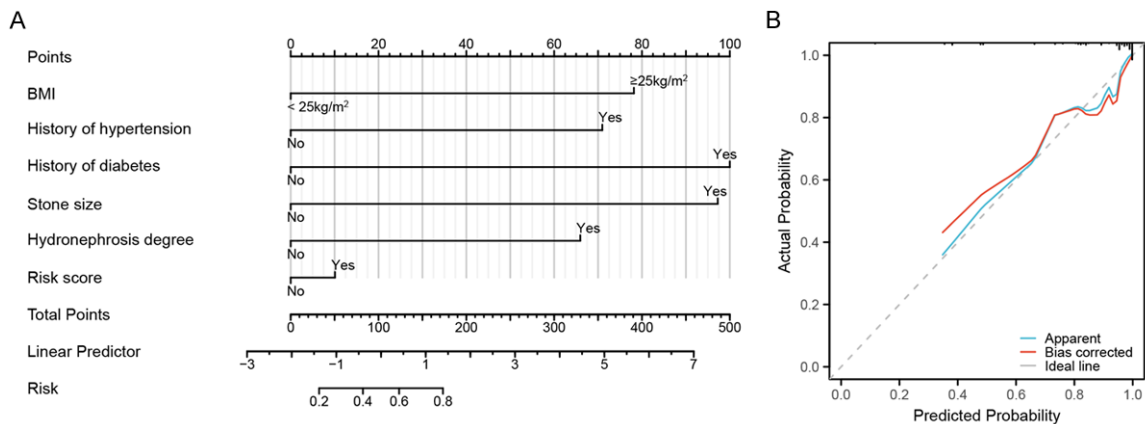 A
Points
0 20 40 60 80 100
BMI
< 25kg/m²
≥25kg/m²
History of hypertension
No
Yes
History of diabetes
No
Yes
Stone size
No
Yes
Hydronephrosis degree
No
Yes
Risk score
No
Yes
Total Points
0 100 200 300 400 500
Linear Predictor
−3 −1 1 3 5 7
Risk
0.2 0.4 0.6 0.8
B
Actual Probability
1.0
0.8
0.6
0.4
0.2
0.0
Apparent
Bias corrected
Ideal line
0.0 0.2 0.4 0.6 0.8 1.0
Predicted Probability